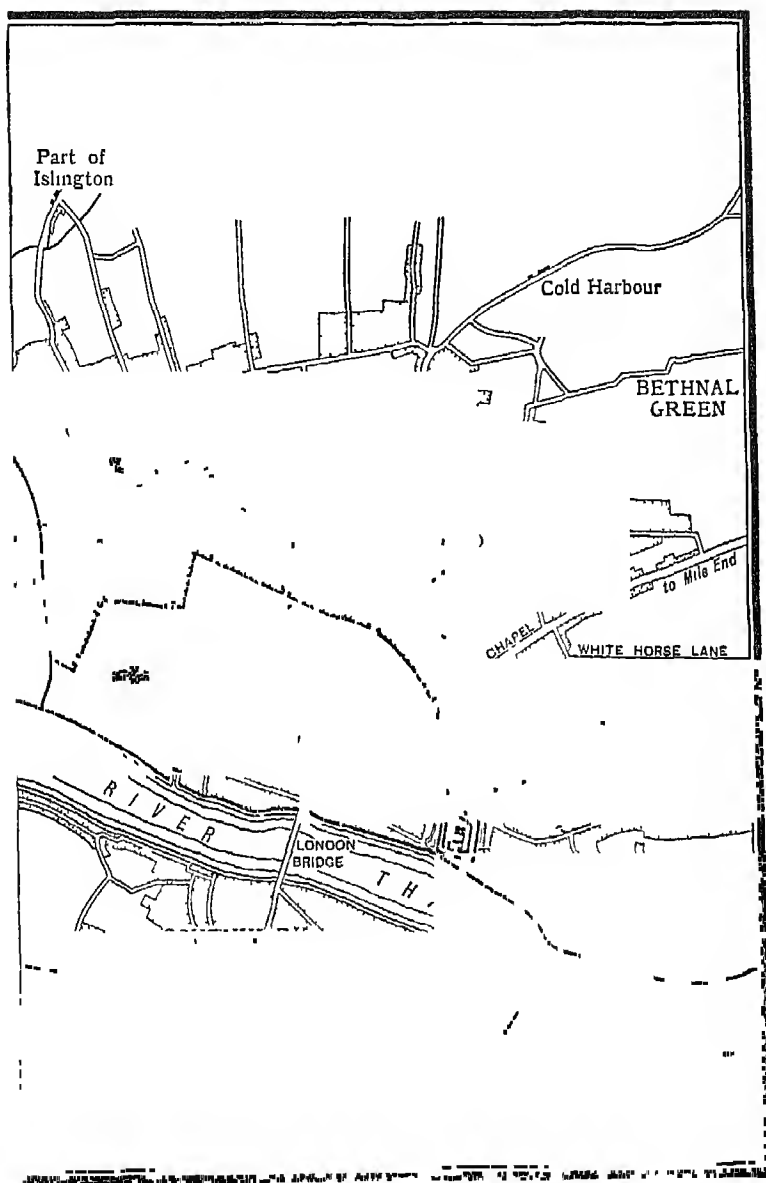 Part of
Islington
Cold Harbour
BETHNAL
GREEN
to Mile End
CHAPEL
WHITE HORSE LANE
RIVER
LONDON
BRIDGE
TH